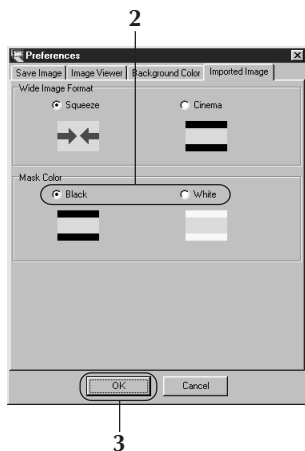 2
Preferences
Save Image Image Viewer Background Color Imported Image
Wide Image Format
Squeeze Cinema
Mask Color
Black White
OK Cancel
3